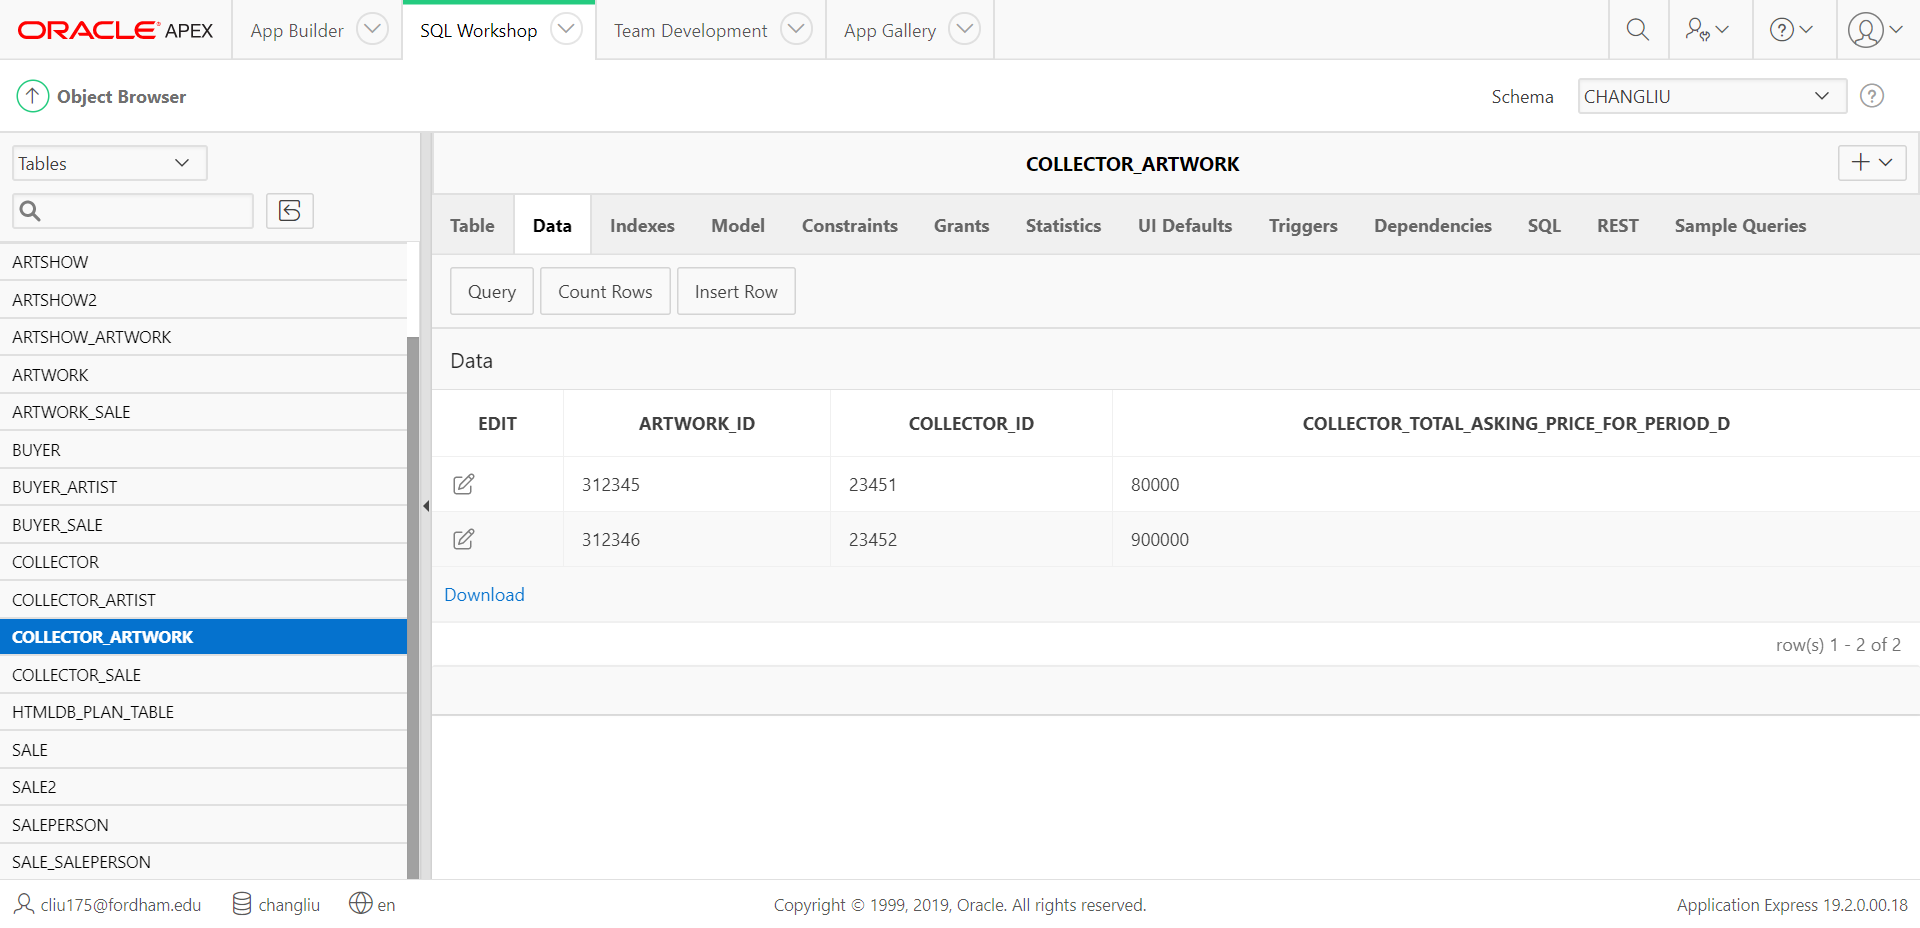 ORACLE® APEX App Builder SQL Workshop Team Development App Gallery
Object Browser Schema CHANGLIU
Tables
COLLECTOR_ARTWORK
Table Data Indexes Model Constraints Grants Statistics UI Defaults Triggers Dependencies SQL REST Sample Queries
Query Count Rows Insert Row
Data
EDIT ARTWORK_ID COLLECTOR_ID COLLECTOR_TOTAL_ASKING_PRICE_FOR_PERIOD_D
312345 23451 80000
312346 23452 900000
Download
row(s) 1 - 2 of 2
ARTSHOW
ARTSHOW2
ARTSHOW_ARTWORK
ARTWORK
ARTWORK_SALE
BUYER
BUYER_ARTIST
BUYER_SALE
COLLECTOR
COLLECTOR_ARTIST
COLLECTOR_ARTWORK
COLLECTOR_SALE
HTMLDB_PLAN_TABLE
SALE
SALE2
SALEPERSON
SALE_SALEPERSON
cliu175@fordham.edu changliu en Copyright © 1999, 2019, Oracle. All rights reserved. Application Express 19.2.0.00.18